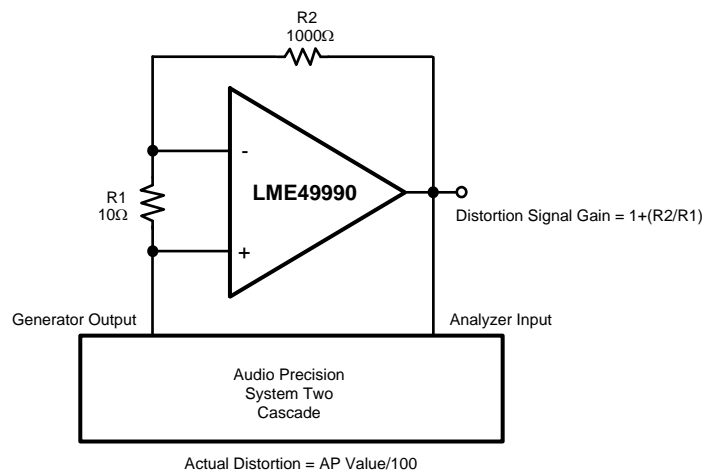 R2
1000Ω
-
R1
10Ω
LME49990
Distortion Signal Gain = 1+(R2/R1)
+
Generator Output
Analyzer Input
Audio Precision
System Two
Cascade
Actual Distortion = AP Value/100